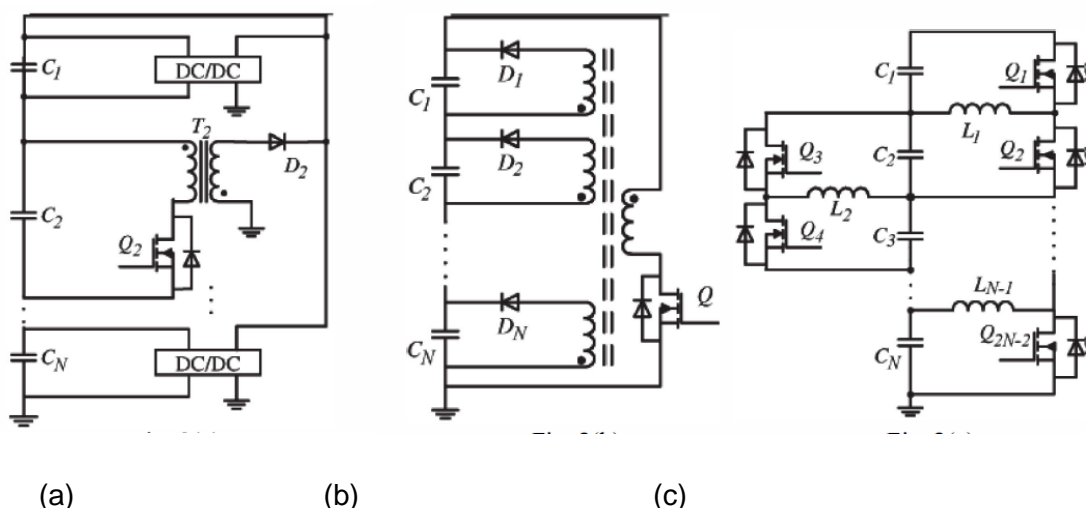 C1
DC/DC
T2
D2
C2
Q2
CN
DC/DC
D1
C1
D2
C2
Q
DN
CN
C1
Q1
L1
Q3
C2
Q2
L2
Q4
C3
LN-1
Q2N-2
CN
(a) (b) (c)